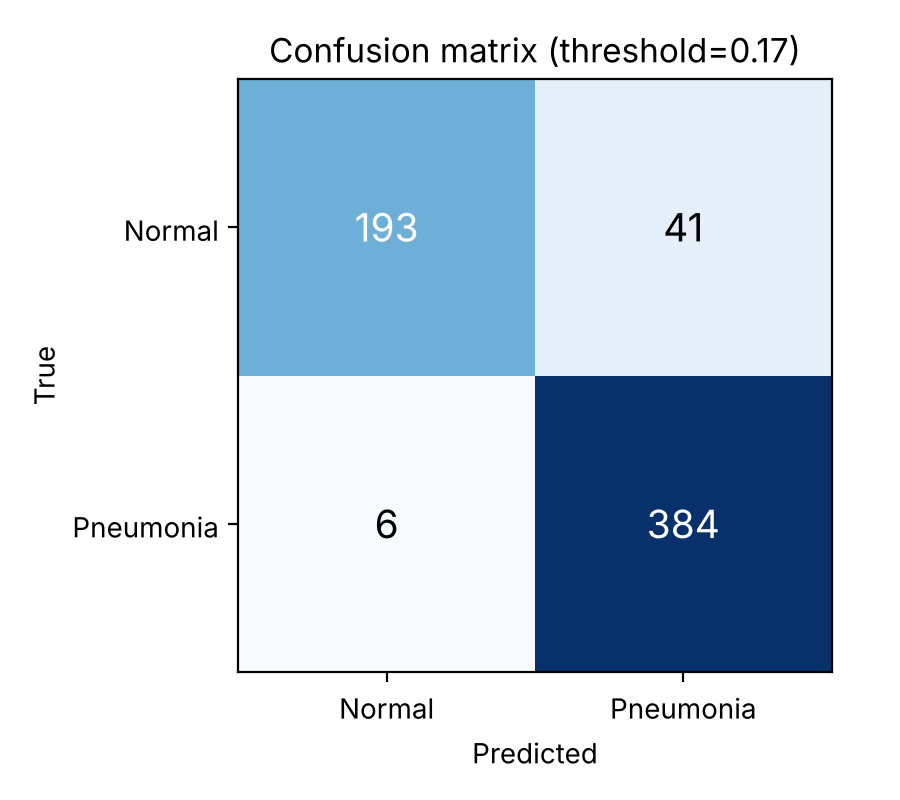 Confusion matrix (threshold=0.17)
True
Normal
193
41
Pneumonia
6
384
Normal
Pneumonia
Predicted